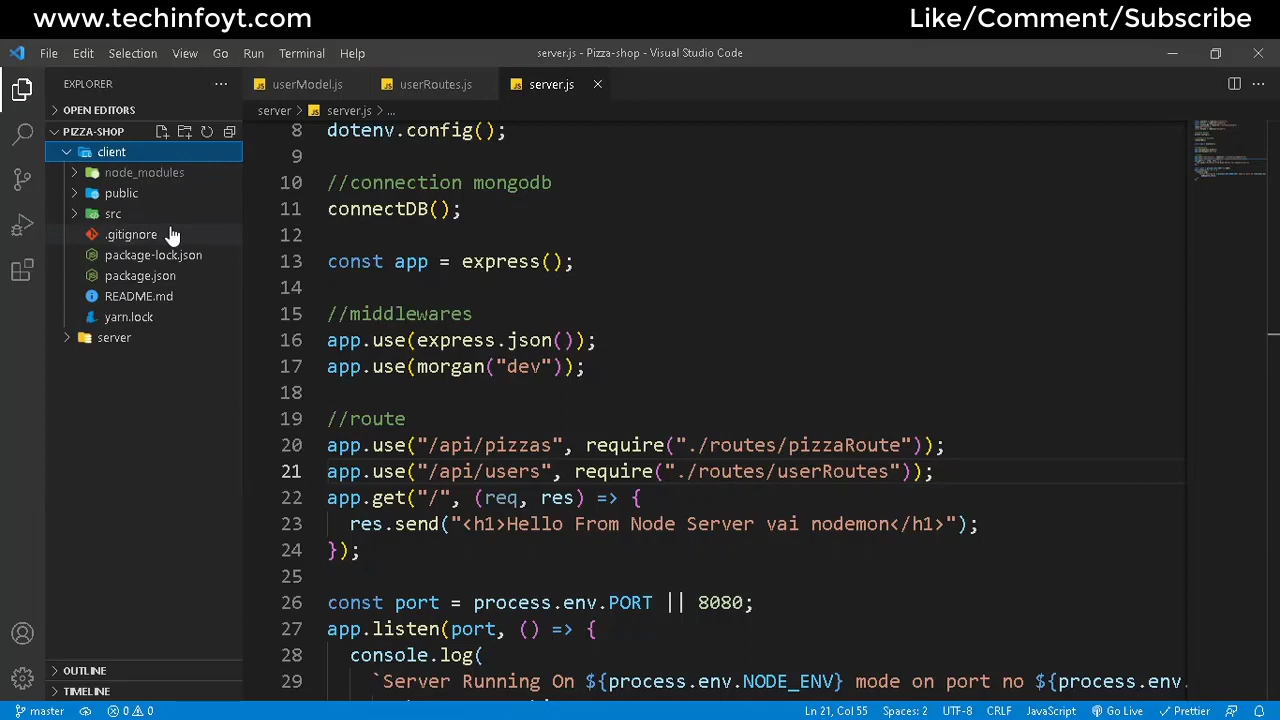 www.techinfoyt.com
Like/Comment/Subscribe
File Edit Selection View Go Run Terminal Help
server.js - Pizza-shop - Visual Studio Code
EXPLORER
userModel.js
userRoutes.js
server.js
OPEN EDITORS
server > server.js > ...
PIZZA-SHOP
client
node_modules
public
src
.gitignore
package-lock.json
package.json
README.md
yarn.lock
server
8 dotenv.config();
9
10 //connection mongodb
11 connectDB();
12
13 const app = express();
14
15 //middlewares
16 app.use(express.json());
17 app.use(morgan("dev"));
18
19 //route
20 app.use("/api/pizzas", require("./routes/pizzaRoute"));
21 app.use("/api/users", require("./routes/userRoutes"));
22 app.get("/", (req, res) => {
23 res.send("<h1>Hello From Node Server vai nodemon</h1>");
24 });
25
26 const port = process.env.PORT || 8080;
27 app.listen(port, () => {
28 console.log(
29 `Server Running On ${process.env.NODE_ENV} mode on port no ${process.env.
OUTLINE
TIMELINE
master
0 0
Ln 21, Col 55
Spaces: 2
UTF-8
CRLF
JavaScript
Go Live
Prettier